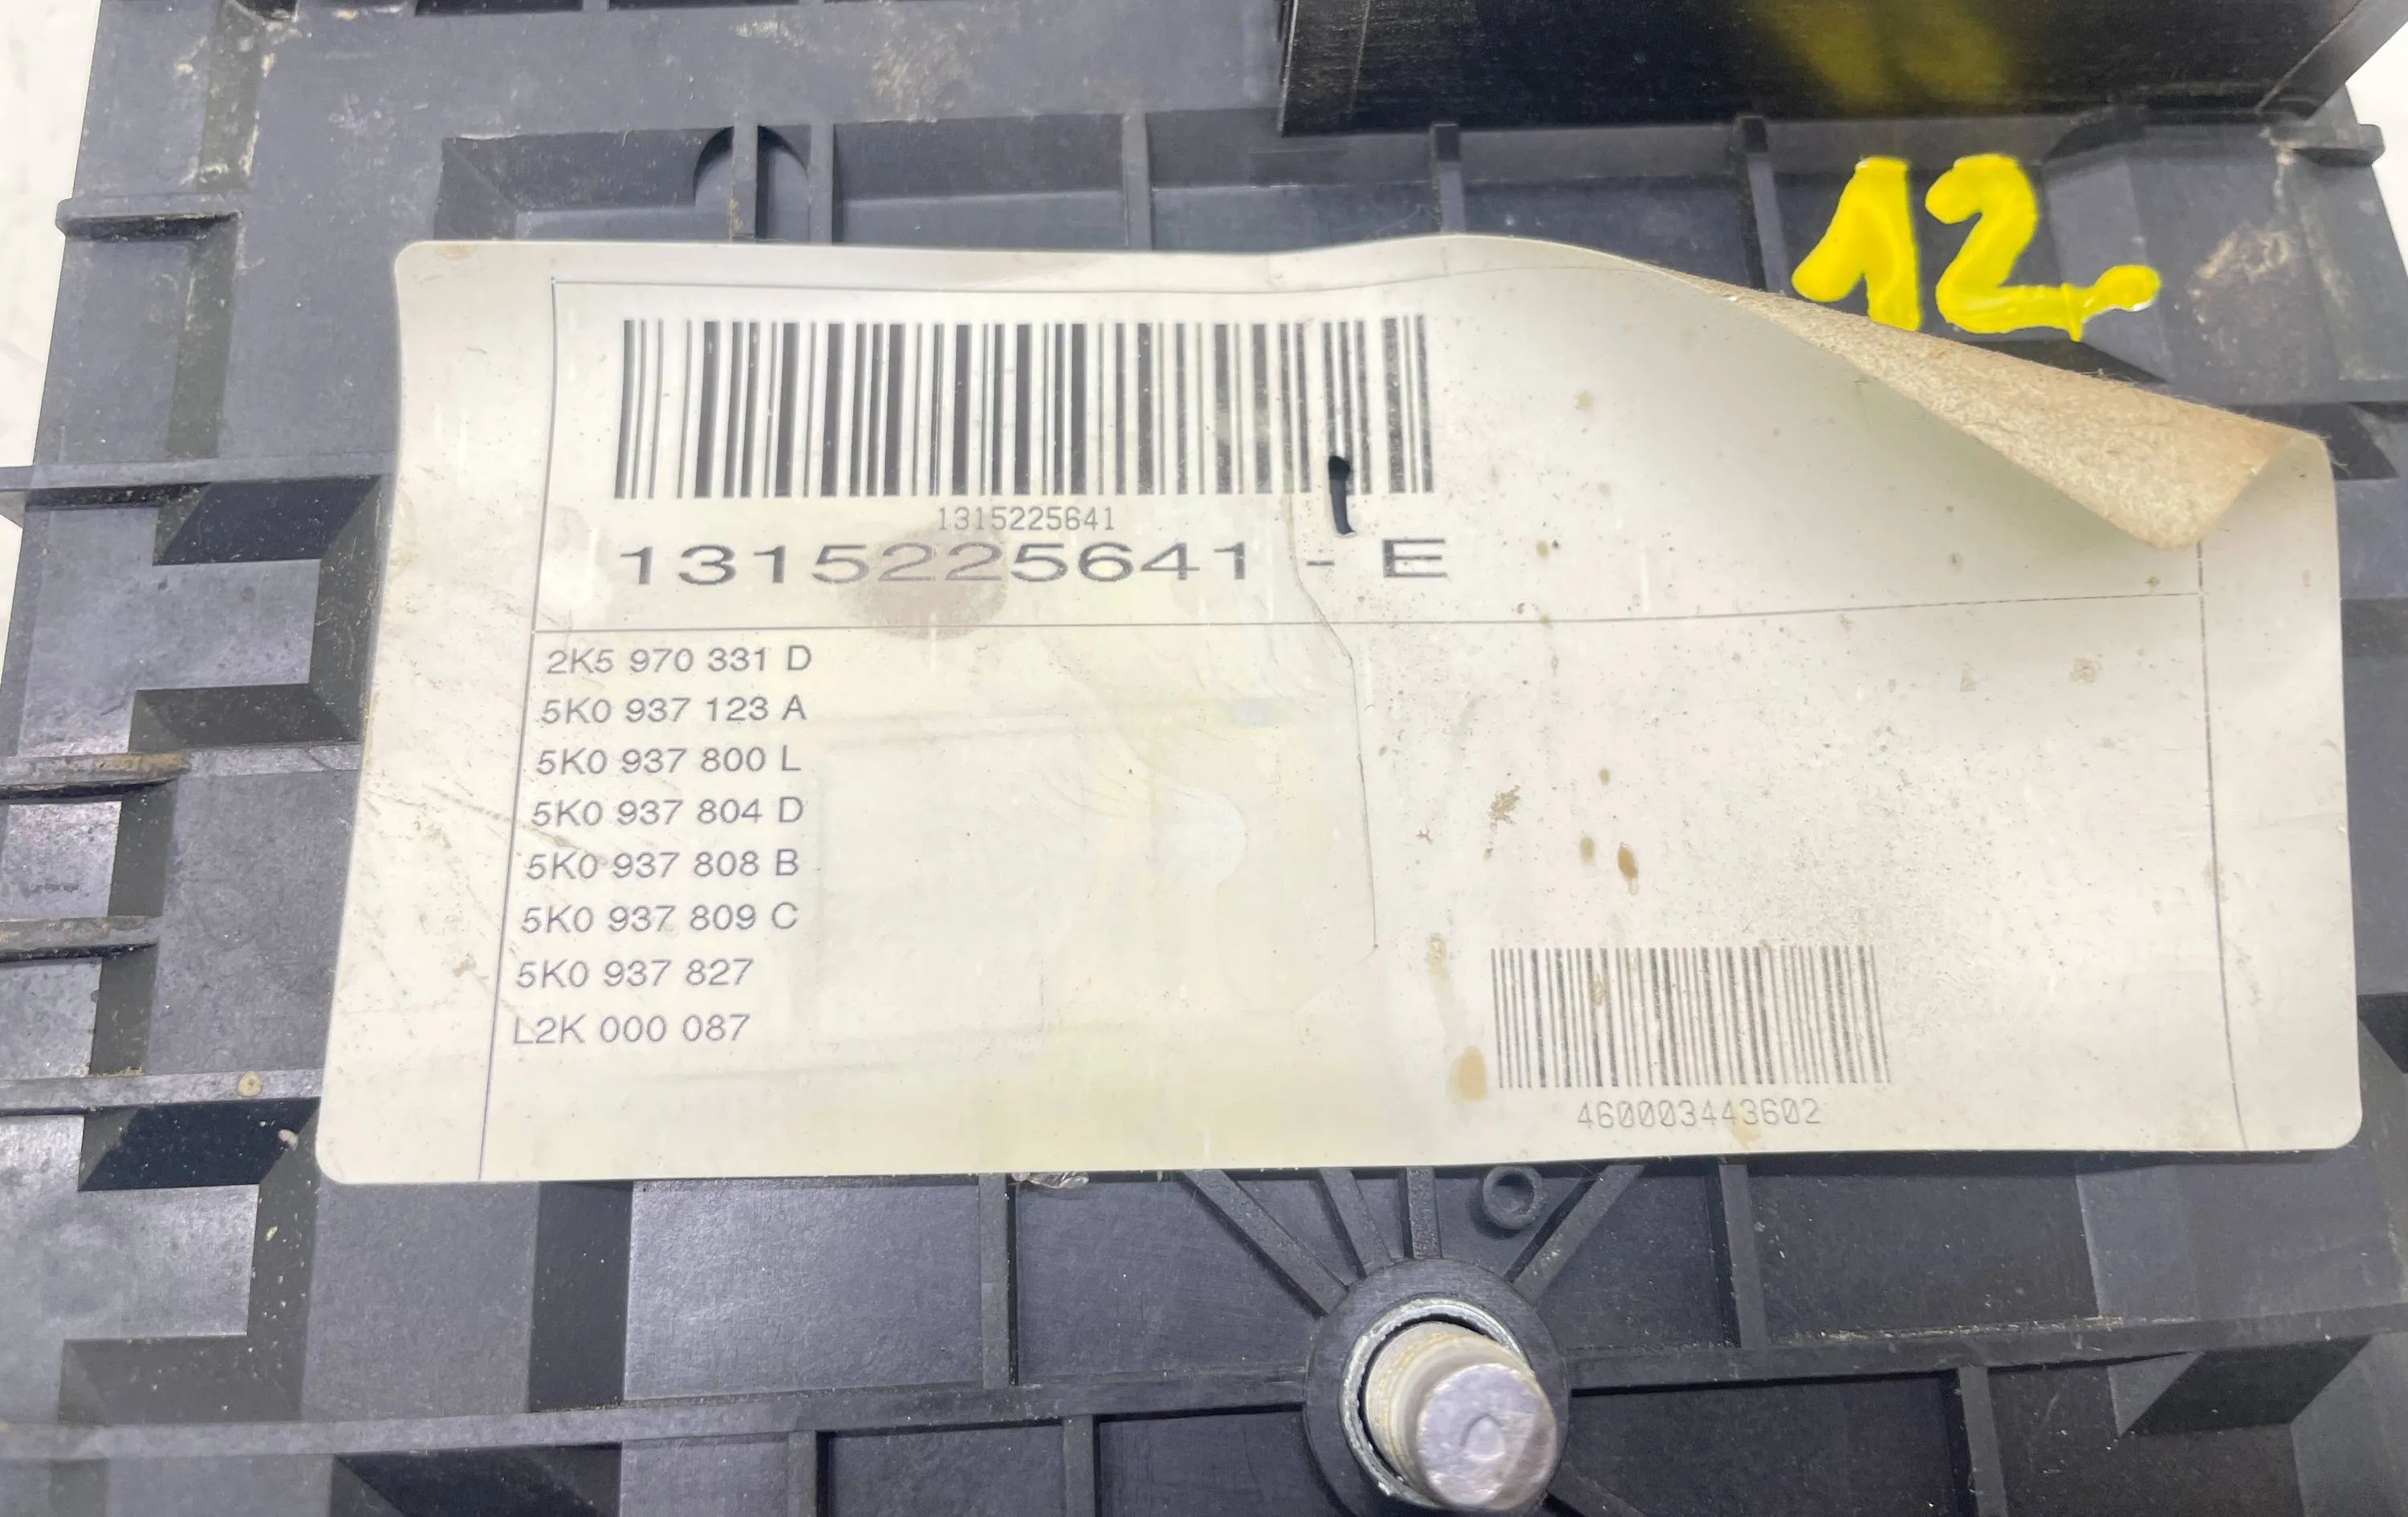 12
1315225641
1315225641 - E
2K5 970 331 D
5K0 937 123 A
5K0 937 800 L
5K0 937 804 D
5K0 937 808 B
5K0 937 809 C
5K0 937 827
L2K 000 087
460003443602